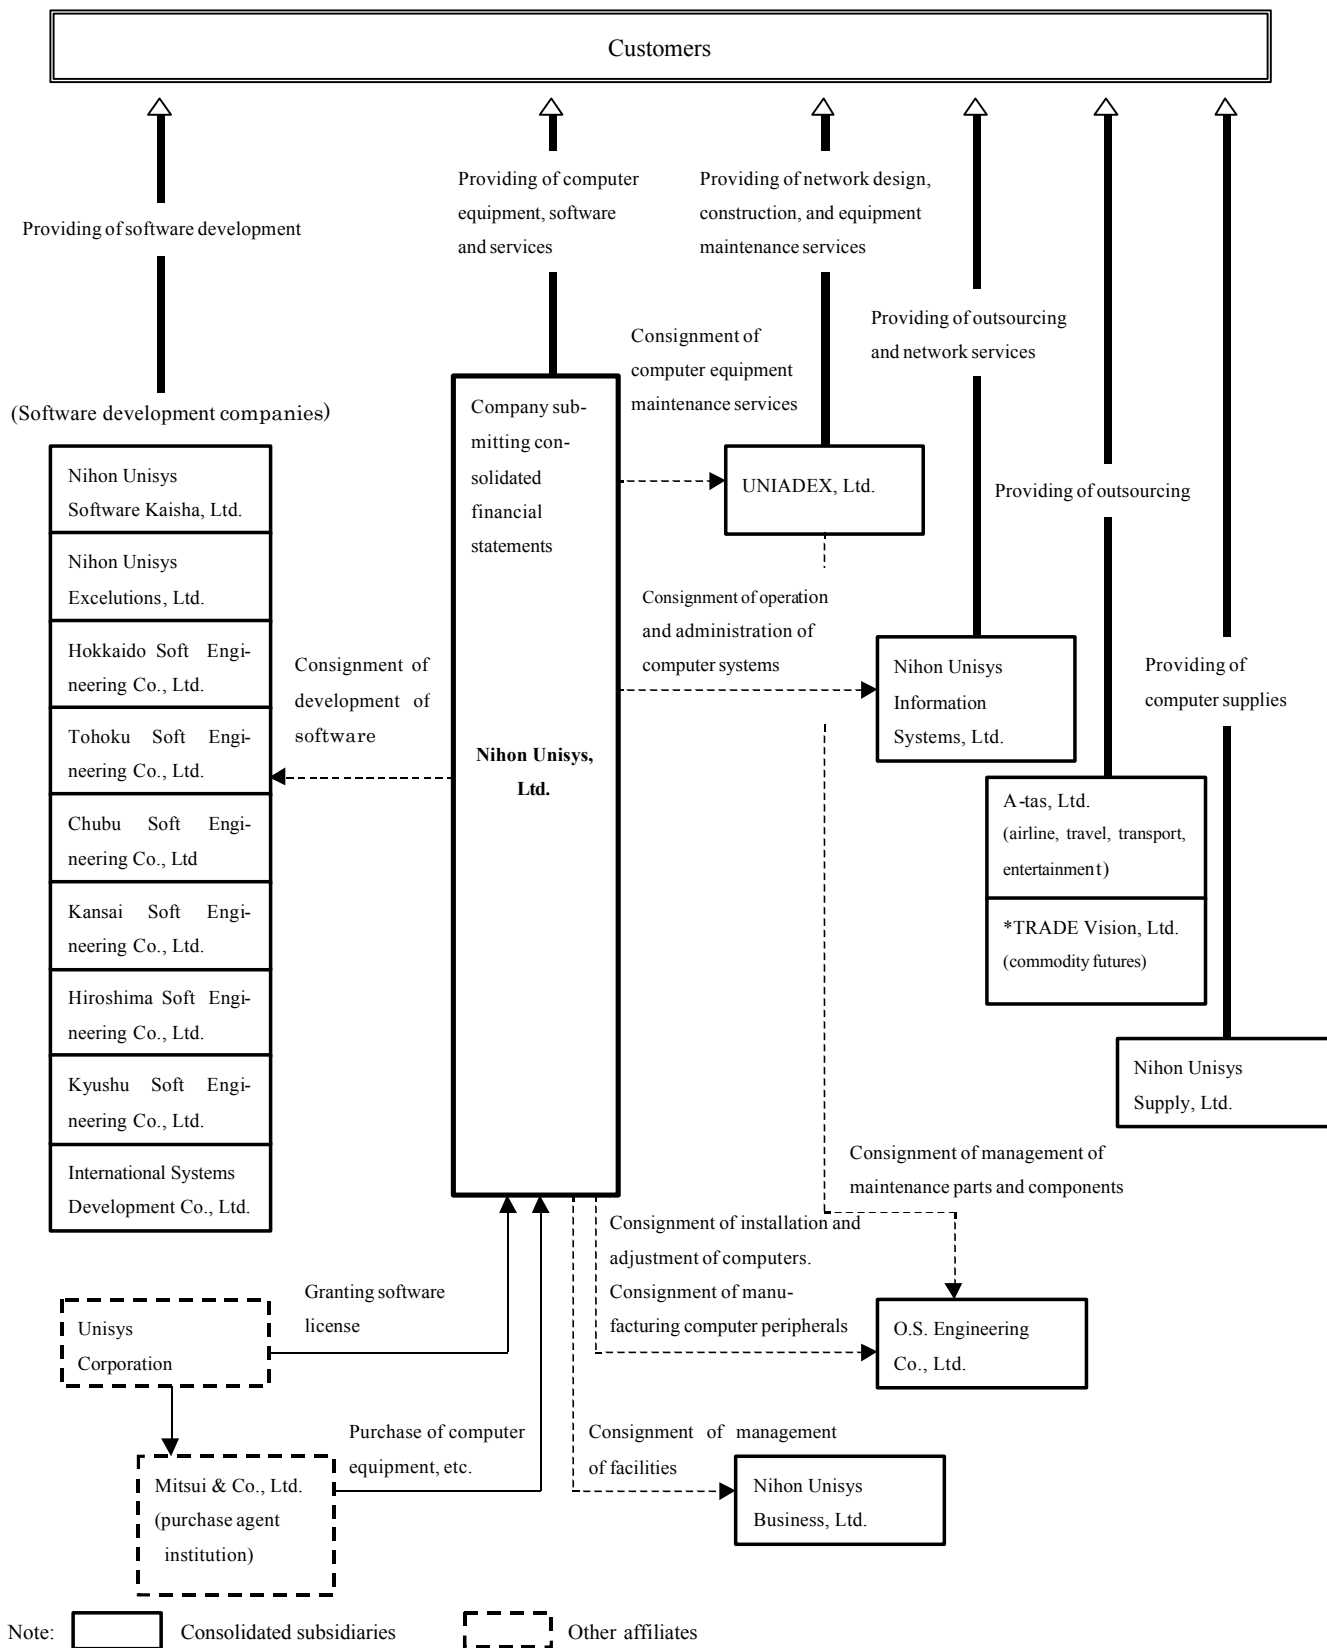 Customers
Providing of software development
Providing of computer
equipment, software
and services
Providing of network design,
construction, and equipment
maintenance services
Providing of outsourcing
and network services
Providing of outsourcing
Providing of
computer supplies
(Software development companies)
Nihon Unisys
Software Kaisha, Ltd.
Nihon Unisys
Excelutions, Ltd.
Hokkaido Soft Engi-
neering Co., Ltd.
Tohoku Soft Engi-
neering Co., Ltd.
Chubu Soft Engi-
neering Co., Ltd
Kansai Soft Engi-
neering Co., Ltd.
Hiroshima Soft Engi-
neering Co., Ltd.
Kyushu Soft Engi-
neering Co., Ltd.
International Systems
Development Co., Ltd.
Consignment of
development of
software
Company sub-
mitting con-
solidated
financial
statements
Nihon Unisys,
Ltd.
Consignment of
computer equipment
maintenance services
UNIADEX, Ltd.
Consignment of operation
and administration of
computer systems
Nihon Unisys
Information
Systems, Ltd.
A-tas, Ltd.
(airline, travel, transport,
entertainment)
*TRADE Vision, Ltd.
(commodity futures)
Nihon Unisys
Supply, Ltd.
Consignment of management of
maintenance parts and components
Consignment of installation and
adjustment of computers.
Consignment of manu-
facturing computer peripherals
O.S. Engineering
Co., Ltd.
Granting software
license
Unisys
Corporation
Purchase of computer
equipment, etc.
Mitsui & Co., Ltd.
(purchase agent
institution)
Consignment of management
of facilities
Nihon Unisys
Business, Ltd.
Note: Consolidated subsidiaries Other affiliates